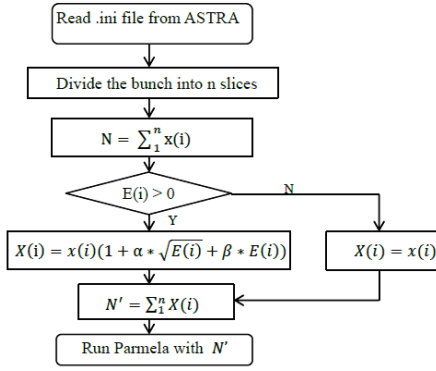 Read .ini file from ASTRA
Divide the bunch into n slices
N = ∑₁ⁿ x(i)
E(i) > 0
N
Y
X(i) = x(i)(1 + α * √E(i) + β * E(i))
X(i) = x(i)
N' = ∑₁ⁿ X(i)
Run Parmela with N'